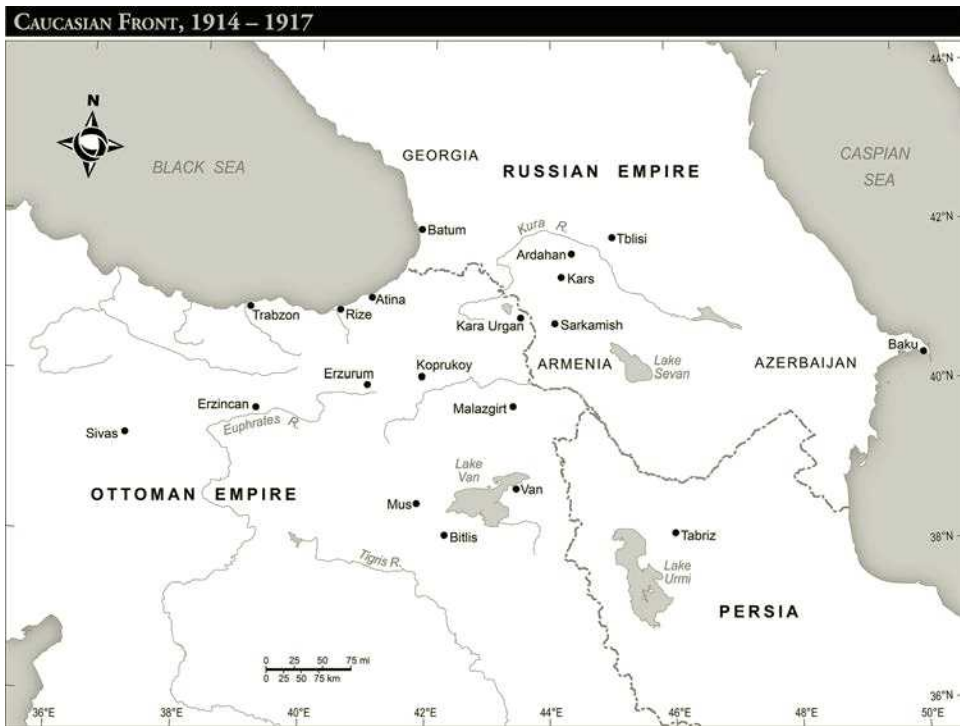 CAUCASIAN FRONT, 1914 – 1917
44°N
N
GEORGIA
BLACK SEA
RUSSIAN EMPIRE
CASPIAN
SEA
42°N
Batum
Kura R.
Tblisi
Ardahan
Kars
Atina
Trabzon
Rize
Kara Urgan
Sarkamish
Baku
ARMENIA
Lake
Sevan
AZERBAIJAN
40°N
Koprukoy
Erzurum
Erzincan
Malazgirt
Euphrates R.
Sivas
Lake
Van
Van
OTTOMAN EMPIRE
Mus
Bitlis
Tabriz
38°N
Tigris R.
Lake
Urmi
PERSIA
0 25 50 75 mi
0 25 50 75 km
36°N
36°E
40°E
42°E
44°E
46°E
48°E
50°E